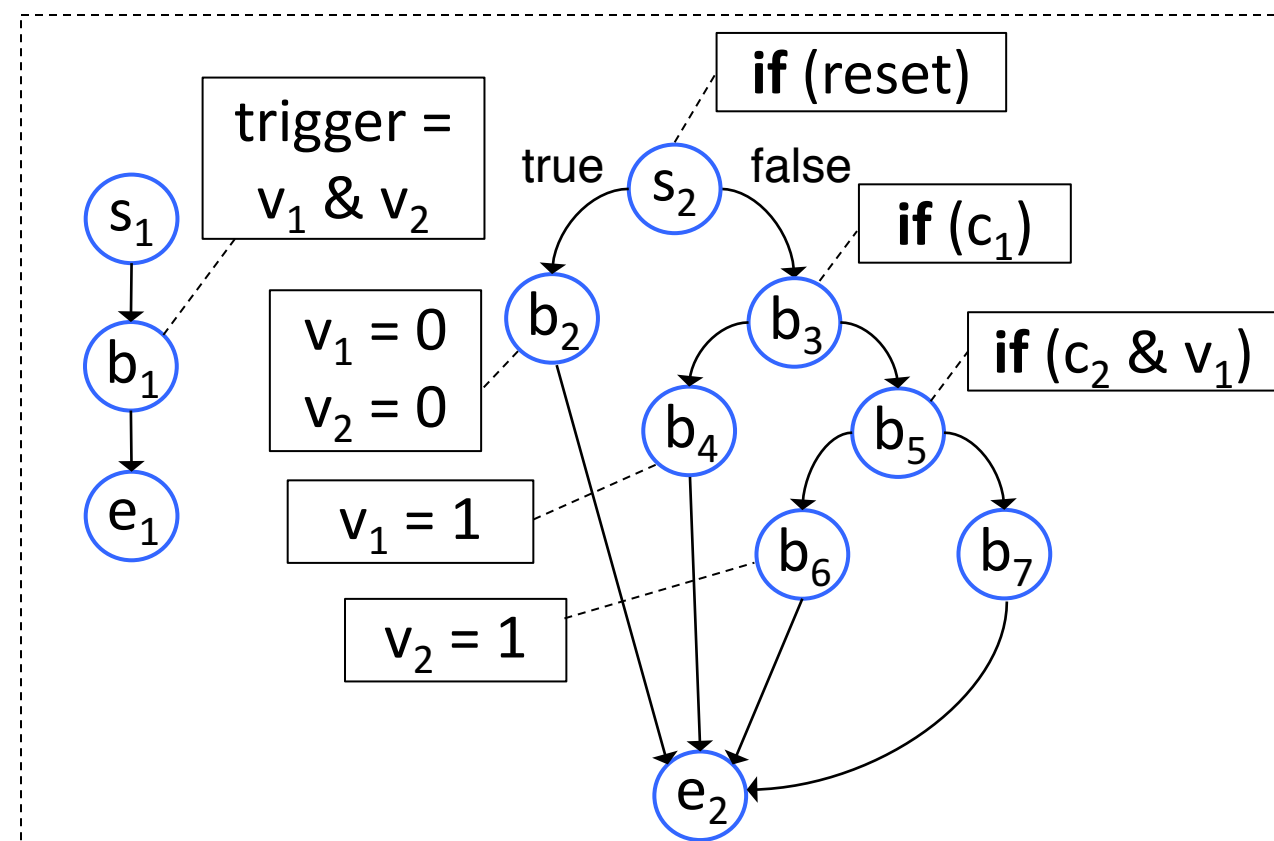 if (reset)
trigger =
v₁ & v₂
true
false
s₂
s₁
if (c₁)
b₂
b₃
v₁ = 0
v₂ = 0
if (c₂ & v₁)
b₁
b₄
b₅
v₁ = 1
e₁
b₆
b₇
v₂ = 1
e₂